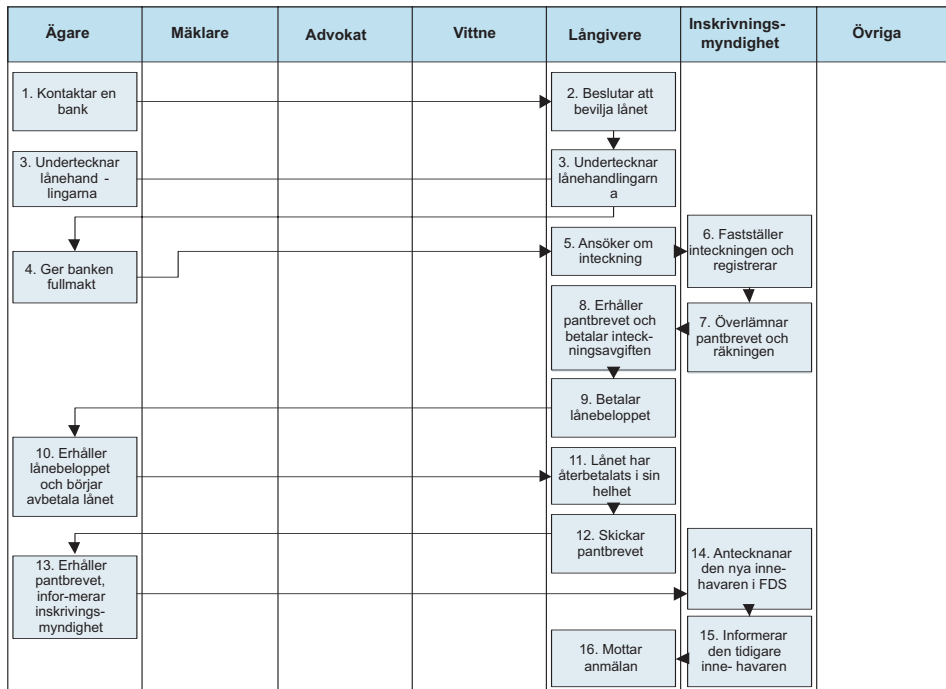 Ägare
Mäklare
Advokat
Vittne
Långivere
Inskrivnings-
myndighet
Övriga
1. Kontaktar en
bank
2. Beslutar att
bevilja lånet
3. Undertecknar
lånehand -
lingarna
3. Undertecknar
lånehandlingarn
a
4. Ger banken
fullmakt
5. Ansöker om
inteckning
6. Fastställer
inteckningen och
registrerar
7. Överlämnar
pantbrevet och
räkningen
8. Erhåller
pantbrevet och
betalar inteck-
ningsavgiften
9. Betalar
lånebeloppet
10. Erhåller
lånebeloppet
och börjar
avbetala lånet
11. Lånet har
återbetalats i sin
helhet
12. Skickar
pantbrevet
13. Erhåller
pantbrevet,
infor-merar
inskrivings-
myndighet
14. Antecknanar
den nya inne-
havaren i FDS
15. Informerar
den tidigare
inne- havaren
16. Mottar
anmälan